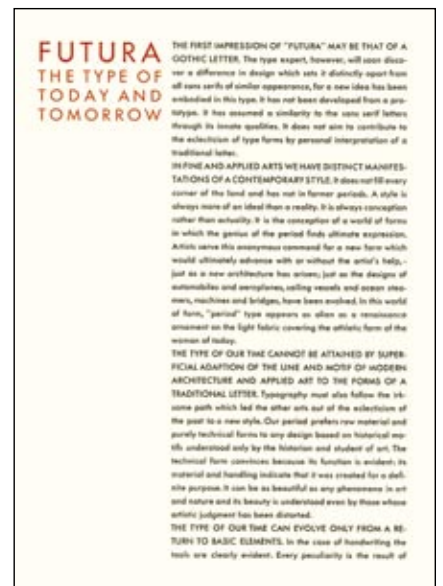 FUTURA
THE TYPE OF
TODAY AND
TOMORROW
THE FIRST IMPRESSION OF "FUTURA" MAY BE THAT OF A
GOTHIC LETTER. The type expert, however, will soon disco-
ver a difference in design which sets it distinctly apart from
all sans serifs of similar appearance, for a new idea has been
embodied in this type. It has not been developed from a pro-
totype. It has assumed a similarity to the sans serif letters
through its innate qualities. It does not aim to contribute to
the eclecticism of type forms by personal interpretation of a
traditional letter.
IN FINE AND APPLIED ARTS WE HAVE DISTINCT MANIFES-
TATIONS OF A CONTEMPORARY STYLE. It does not fill every
corner of the land and has not in former periods. A style is
always more of an ideal than a reality. It is always conception
rather than actuality. It is the conception of a world of forms
in which the genius of the period finds ultimate expression.
Artists serve this anonymous command for a new form which
would ultimately advance with or without the artist's help, -
just as a new architecture has arisen; just as the designs of
automobiles and aeroplanes, sailing vessels and ocean stea-
mers, machines and bridges, have been evolved. In this world
of form, "period" type appears as alien as a renaissance
ornament on the light fabric covering the athletic form of the
woman of today.
THE TYPE OF OUR TIME CANNOT BE ATTAINED BY SUPER-
FICIAL ADAPTION OF THE LINE AND MOTIF OF MODERN
ARCHITECTURE AND APPLIED ART TO THE FORMS OF A
TRADITIONAL LETTER. Typography must also follow the irk-
some path which led the other arts out of the eclecticism of
the past to a new style. Our period prefers raw material and
purely technical forms to any design based on historical mo-
tifs understood only by the historian and student of art. The
technical form convinces because its function is evident; its
material and handling indicate that it was created for a defi-
nite purpose. It can be as beautiful as any phenomena in art
and nature and its beauty is understood even by those whose
artistic judgment has been distorted.
THE TYPE OF OUR TIME CAN EVOLVE ONLY FROM A RE-
TURN TO BASIC ELEMENTS. In the case of handwriting the
tools are clearly evident. Every peculiarity is the result of